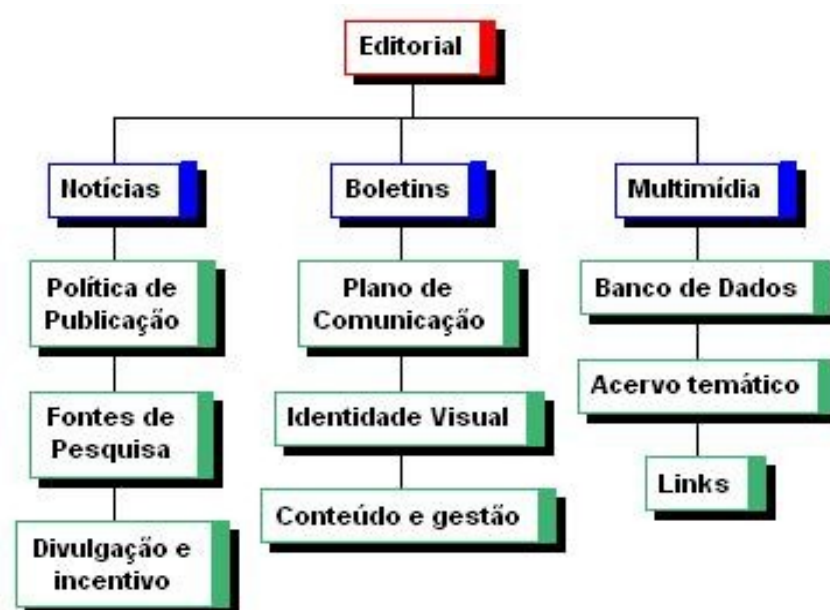 Editorial
Notícias
Boletins
Multimídia
Política de
Publicação
Plano de
Comunicação
Banco de Dados
Fontes de
Pesquisa
Identidade Visual
Acervo temático
Divulgação e
incentivo
Conteúdo e gestão
Links